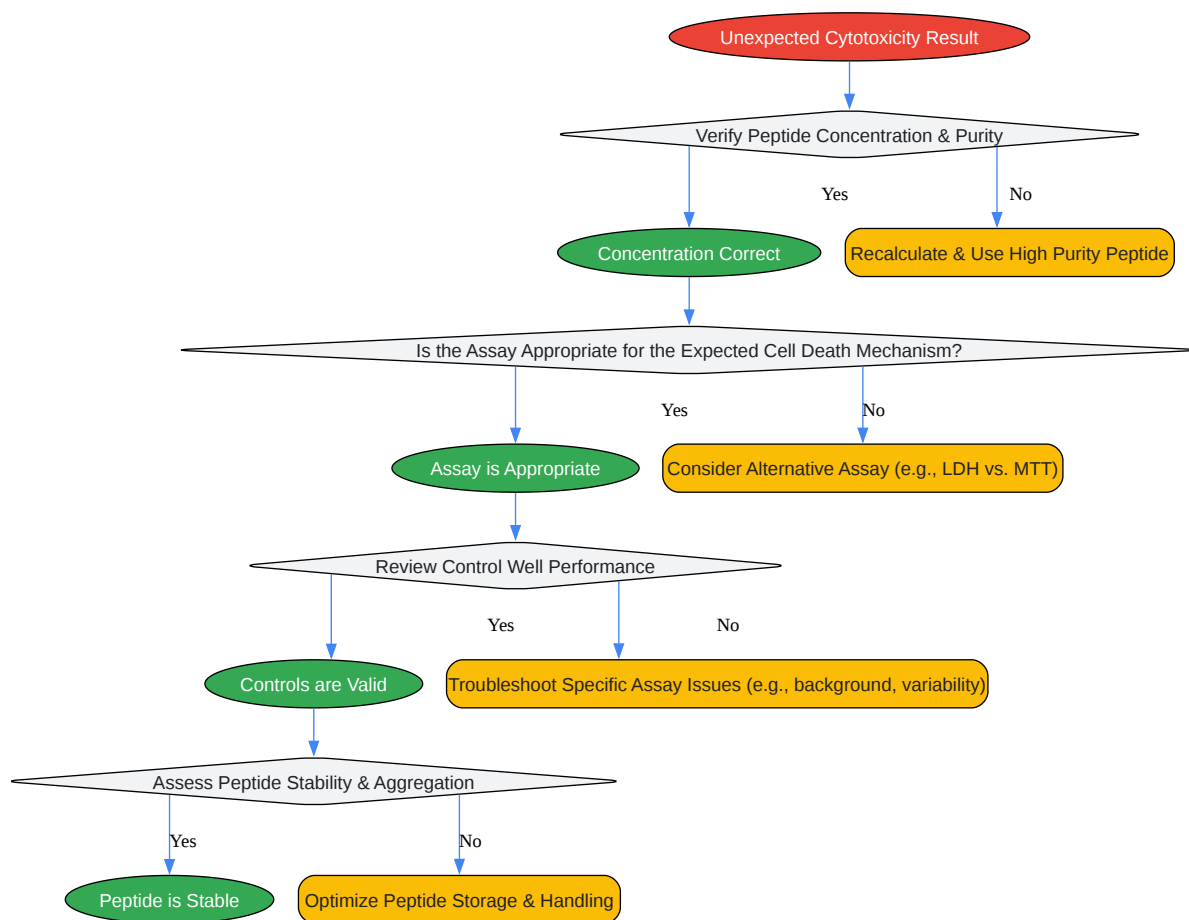 Unexpected Cytotoxicity Result
Verify Peptide Concentration & Purity
Yes
No
Concentration Correct
Recalculate & Use High Purity Peptide
Is the Assay Appropriate for the Expected Cell Death Mechanism?
Yes
No
Assay is Appropriate
Consider Alternative Assay (e.g., LDH vs. MTT)
Review Control Well Performance
Yes
No
Controls are Valid
Troubleshoot Specific Assay Issues (e.g., background, variability)
Assess Peptide Stability & Aggregation
Yes
No
Peptide is Stable
Optimize Peptide Storage & Handling